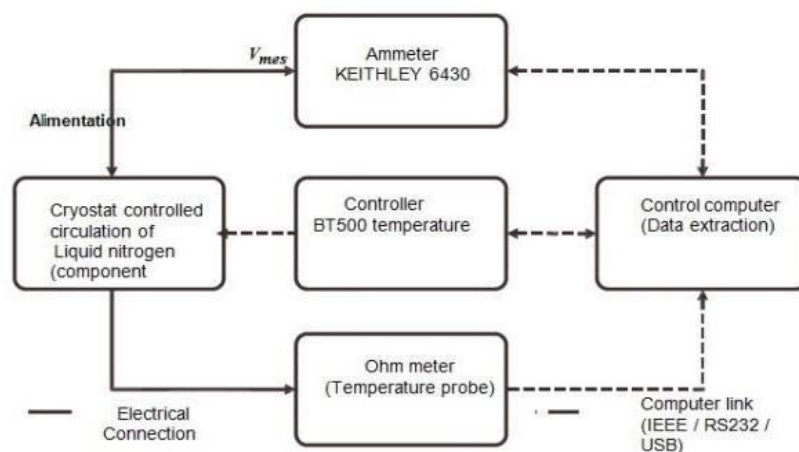 V_mes
Ammeter
KEITHLEY 6430
Alimentation
Cryostat controlled
circulation of
Liquid nitrogen
(component
Controller
BT500 temperature
Control computer
(Data extraction)
Ohm meter
(Temperature probe)
Electrical
Connection
Computer link
(IEEE / RS232 /
USB)